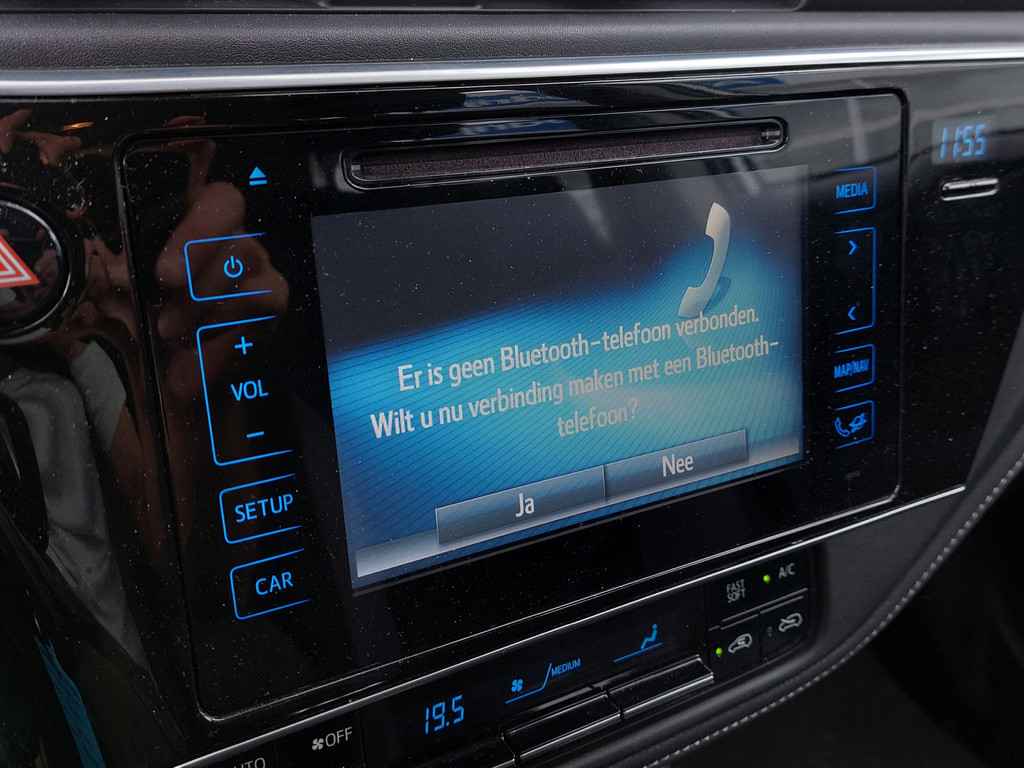 11:55
MEDIA
VOL
MAP/NAV
SETUP
CAR
Er is geen Bluetooth-telefoon verbonden.
Wilt u nu verbinding maken met een Bluetooth-
telefoon?
Ja
Nee
FAST
SOFT
A/C
MEDIUM
19.5
OFF